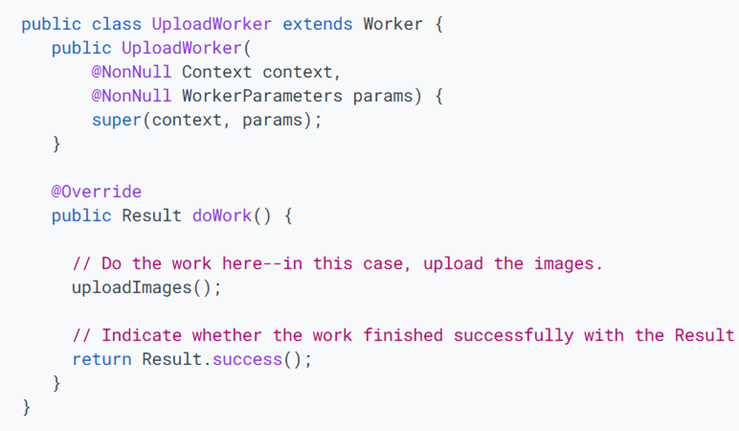 public class UploadWorker extends Worker {
public UploadWorker(
@NonNull Context context,
@NonNull WorkerParameters params) {
super(context, params);
}
@Override
public Result doWork() {
// Do the work here--in this case, upload the images.
uploadImages();
// Indicate whether the work finished successfully with the Result
return Result.success();
}
}